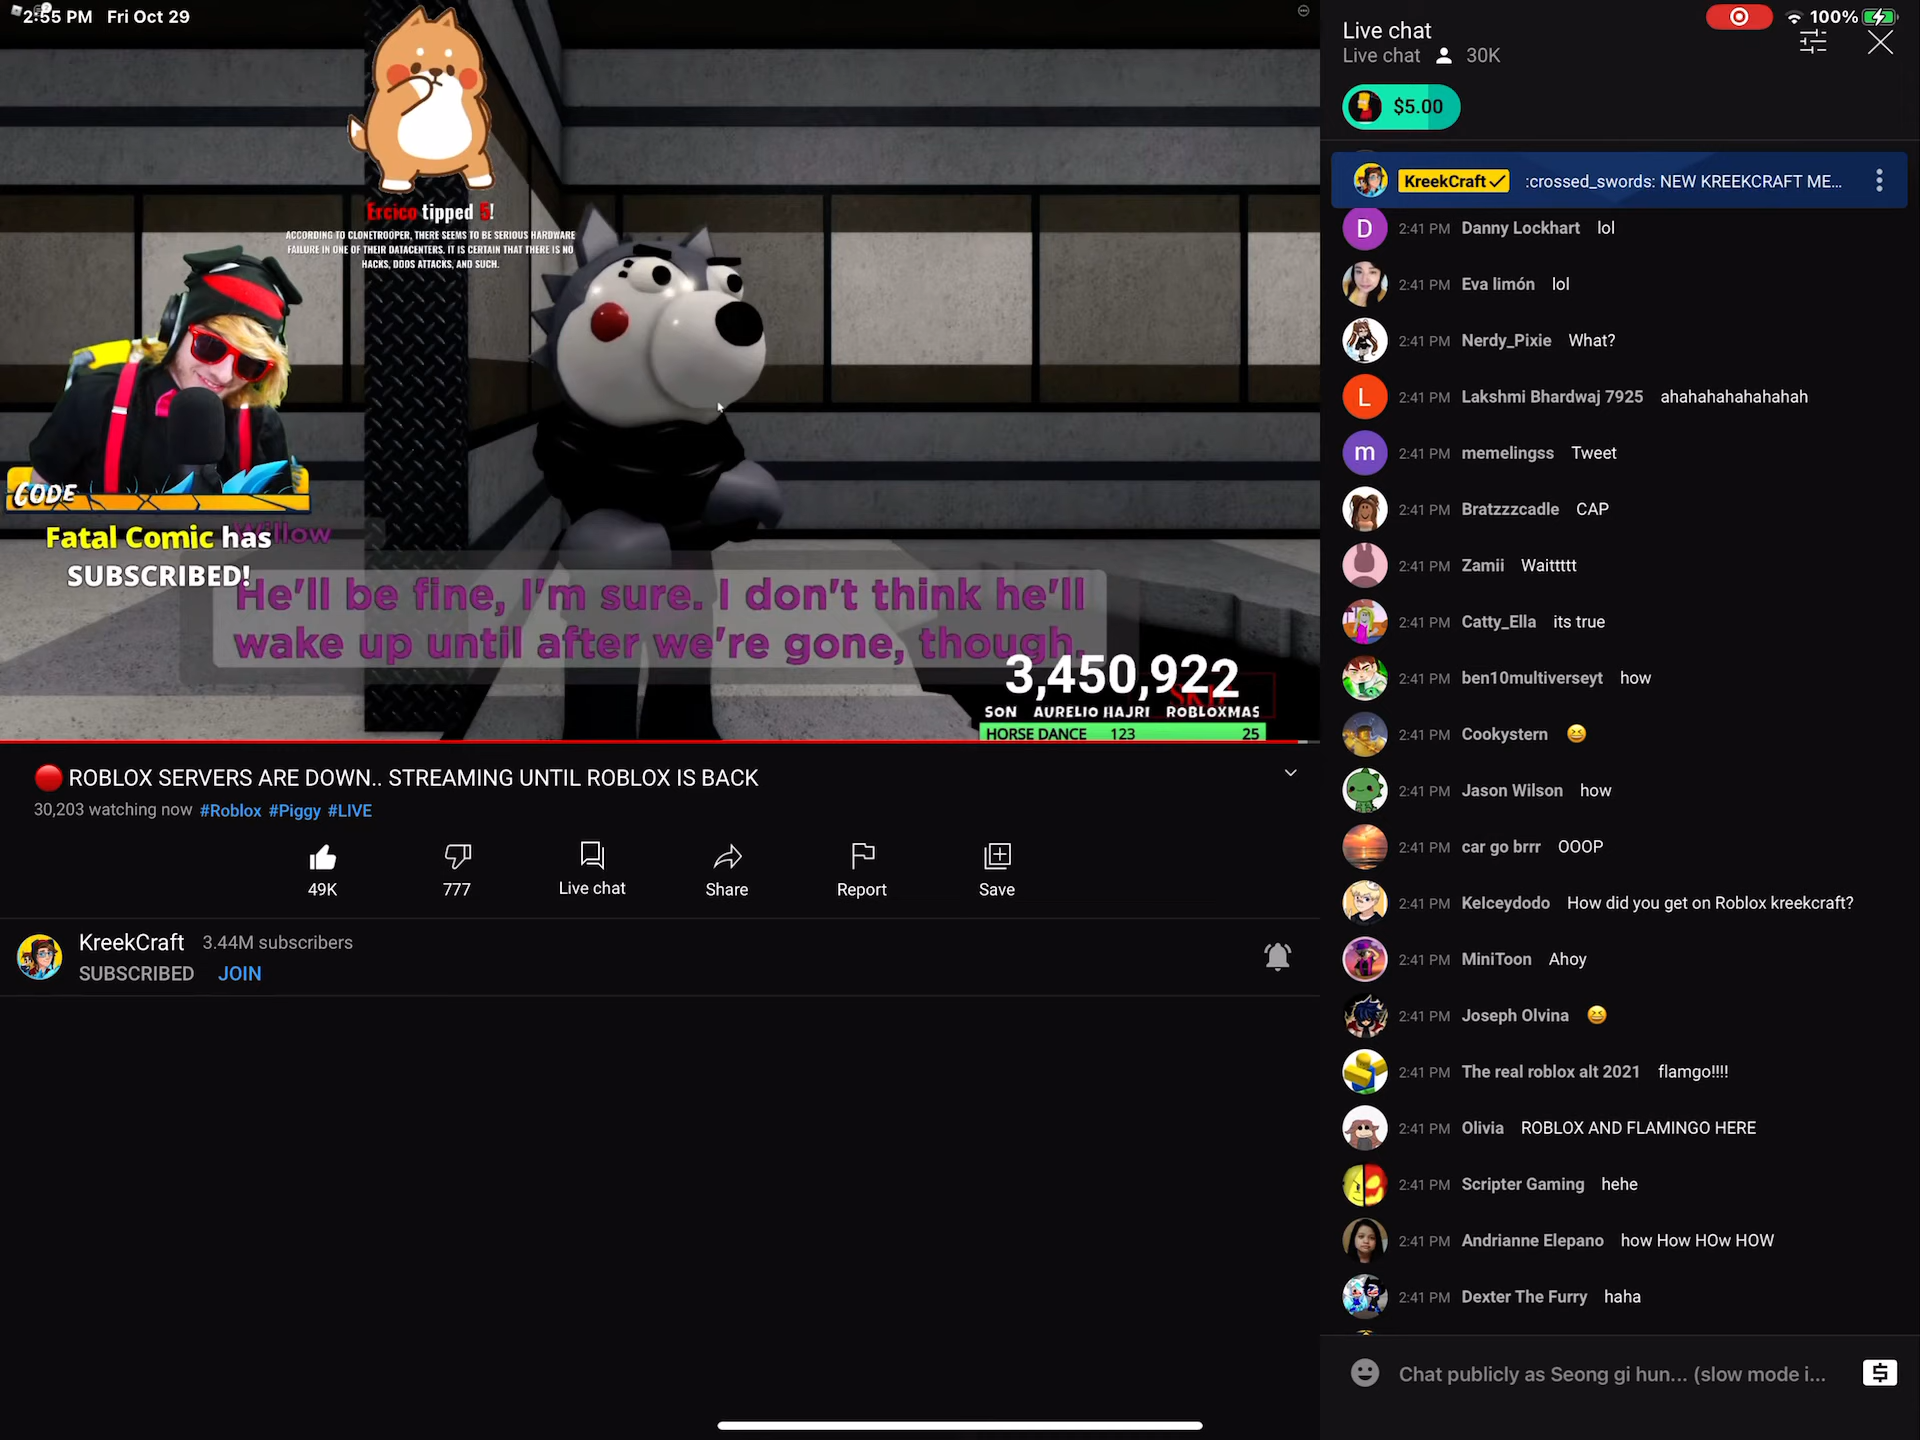 2:55 PM Fri Oct 29
100%
Ercico tipped 5!
ACCORDING TO CLONETROOPER, THERE SEEMS TO BE SERIOUS HARDWARE
FAILURE IN ONE OF THEIR DATACENTERS. IT IS CERTAIN THAT THERE IS NO
HACKS, DDOS ATTACKS, AND SUCH.
CODE
Willow
Fatal Comic has
SUBSCRIBED!
He'll be fine, I'm sure. I don't think he'll
wake up until after we're gone, though.
3,450,922
SON AURELIO HAJRI ROBLOXMAS
HORSE DANCE 123 25
🔴 ROBLOX SERVERS ARE DOWN.. STREAMING UNTIL ROBLOX IS BACK
30,203 watching now #Roblox #Piggy #LIVE
49K 777 Live chat Share Report Save
KreekCraft 3.44M subscribers
SUBSCRIBED JOIN
Live chat
Live chat 30K
$5.00
KreekCraft :crossed_swords: NEW KREEKCRAFT ME...
D 2:41 PM Danny Lockhart lol
2:41 PM Eva limón lol
2:41 PM Nerdy_Pixie What?
L 2:41 PM Lakshmi Bhardwaj 7925 ahahahahahahahah
m 2:41 PM memelingss Tweet
2:41 PM Bratzzzcadle CAP
2:41 PM Zamii Waittttt
2:41 PM Catty_Ella its true
2:41 PM ben10multiverseyt how
2:41 PM Cookystern 😆
2:41 PM Jason Wilson how
2:41 PM car go brrr OOOP
2:41 PM Kelceydodo How did you get on Roblox kreekcraft?
2:41 PM MiniToon Ahoy
2:41 PM Joseph Olvina 😆
2:41 PM The real roblox alt 2021 flamgo!!!!
2:41 PM Olivia ROBLOX AND FLAMINGO HERE
2:41 PM Scripter Gaming hehe
2:41 PM Andrianne Elepano how How HOw HOW
2:41 PM Dexter The Furry haha
Chat publicly as Seong gi hun... (slow mode i...